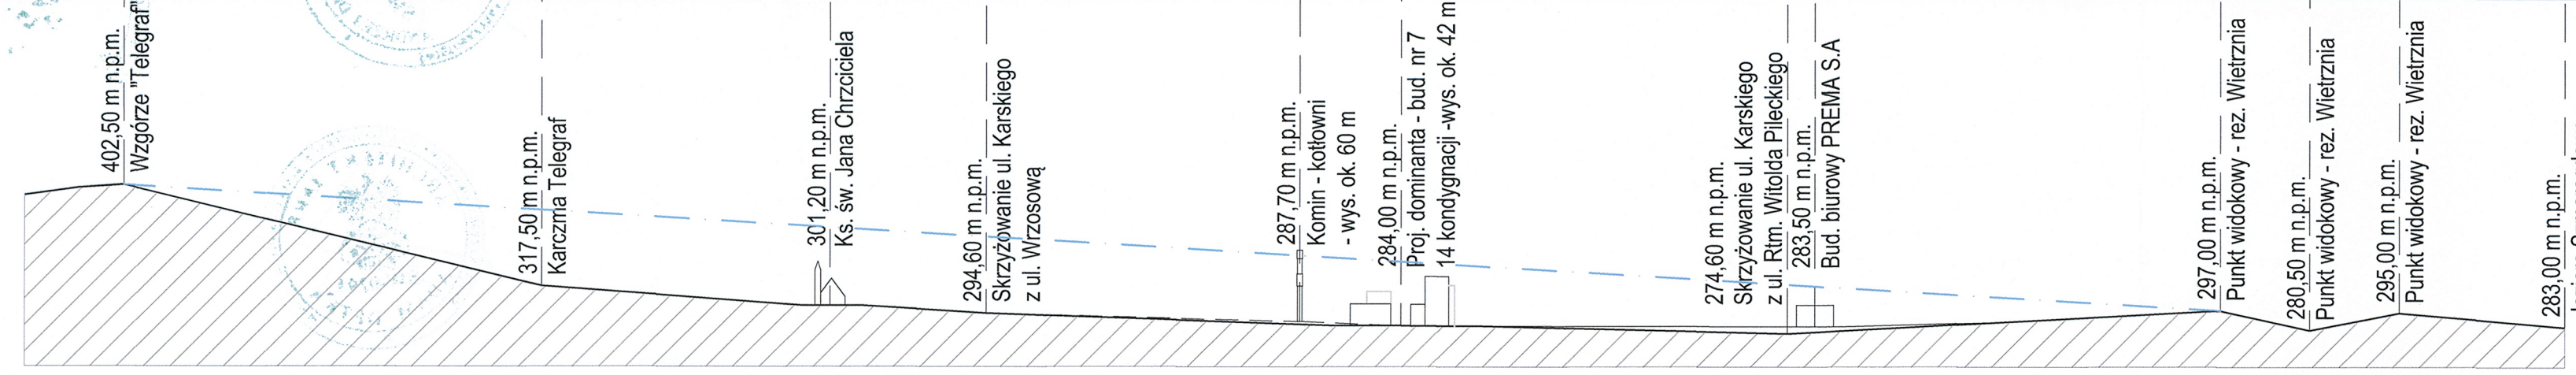 402,50 m n.p.m.
Wzgórze "Telegraf"
317,50 m n.p.m.
Karczma Telegraf
301,20 m n.p.m.
Ks. św. Jana Chrzciciela
294,60 m n.p.m.
Skrzyżowanie ul. Karskiego
z ul. Wrzosową
287,70 m n.p.m.
Komin - kotłowni
- wys. ok. 60 m
284,00 m n.p.m.
Proj. dominanta - bud. nr 7
14 kondygnacji -wys. ok. 42 m
274,60 m n.p.m.
Skrzyżowanie ul. Karskiego
z ul. Rtm. Witolda Pileckiego
283,50 m n.p.m.
Bud. biurowy PREMA S.A
297,00 m n.p.m.
Punkt widokowy - rez. Wietrznia
280,50 m n.p.m.
Punkt widokowy - rez. Wietrznia
295,00 m n.p.m.
Punkt widokowy - rez. Wietrznia
283,00 m n.p.m.